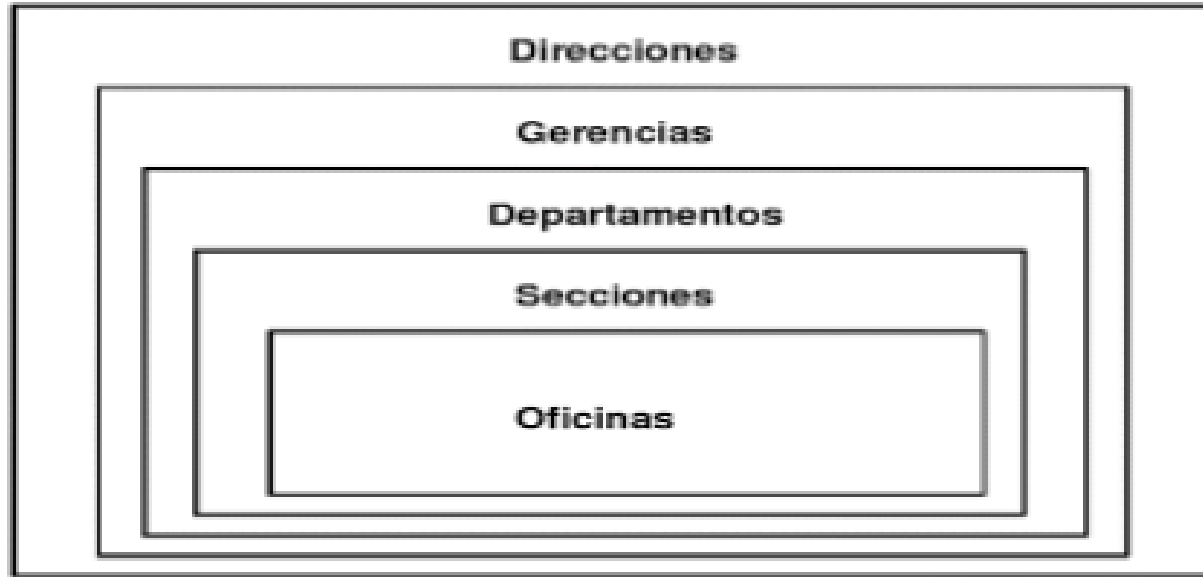 Direcciones
Gerencias
Departamentos
Secciones
Oficinas